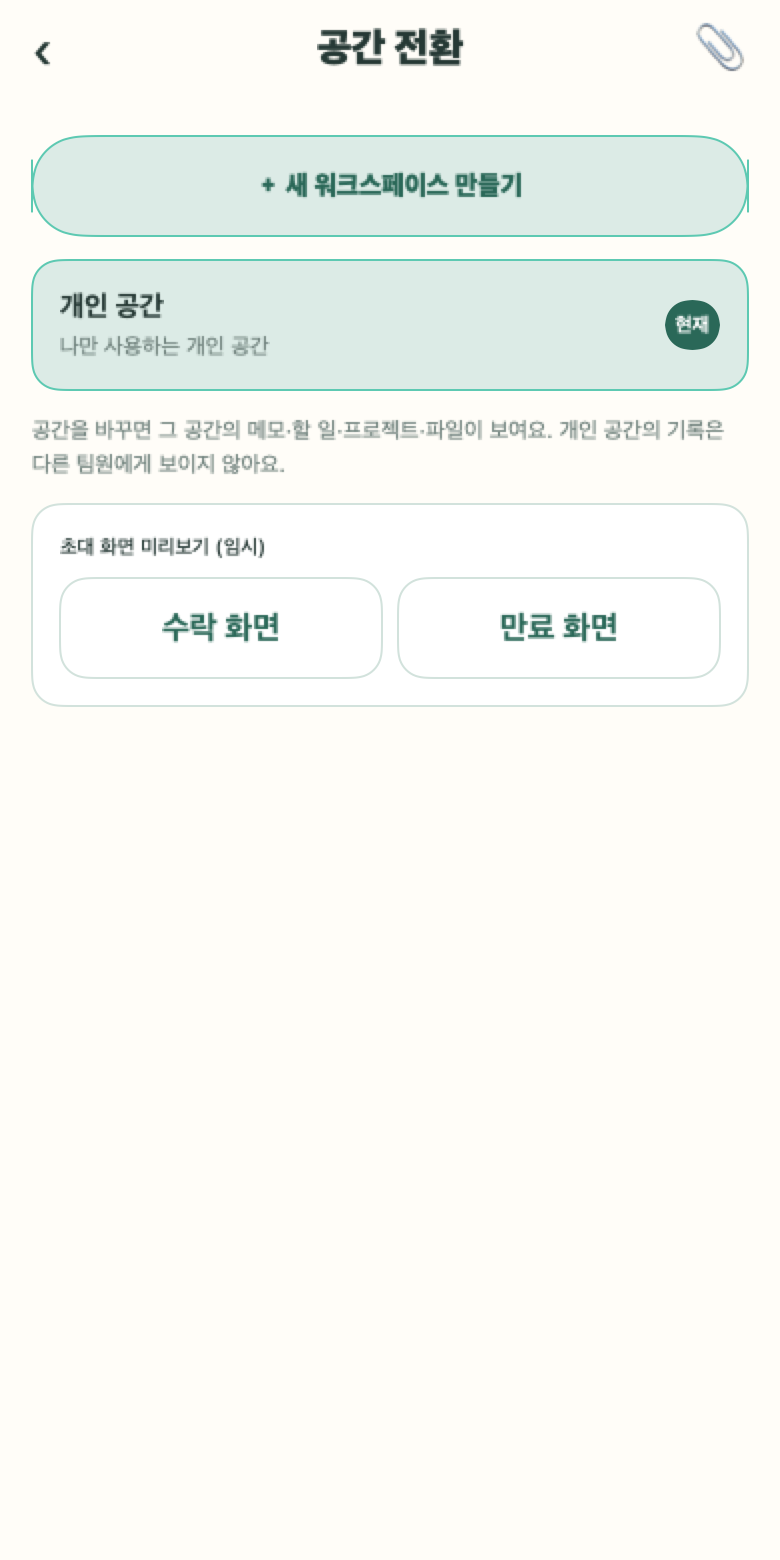 ‹
공간 전환
+ 새 워크스페이스 만들기
개인 공간
나만 사용하는 개인 공간
현재
공간을 바꾸면 그 공간의 메모·할 일·프로젝트·파일이 보여요. 개인 공간의 기록은
다른 팀원에게 보이지 않아요.
초대 화면 미리보기 (임시)
수락 화면
만료 화면